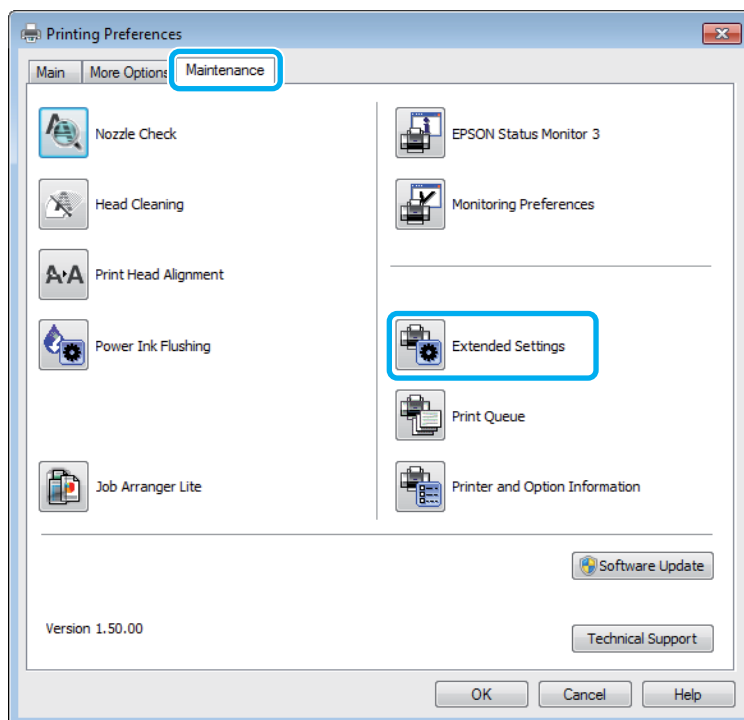 Printing Preferences
Main
More Options
Maintenance
Nozzle Check
EPSON Status Monitor 3
Head Cleaning
Monitoring Preferences
Print Head Alignment
Power Ink Flushing
Extended Settings
Print Queue
Job Arranger Lite
Printer and Option Information
Software Update
Version 1.50.00
Technical Support
OK
Cancel
Help